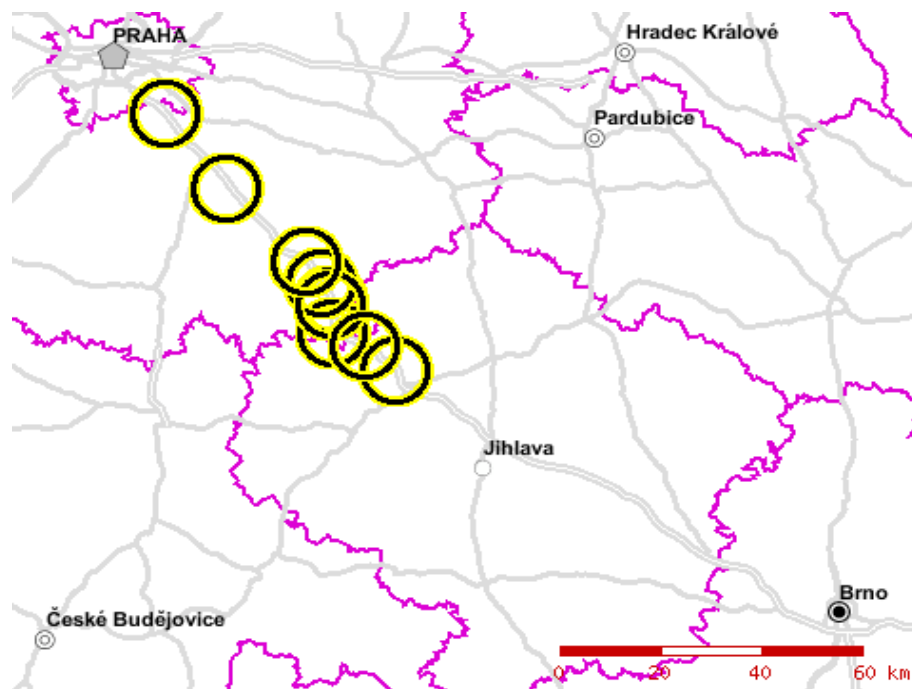 PRAHA
Hradec Králové
Pardubice
Jihlava
Brno
České Budějovice
0 20 40 60 km